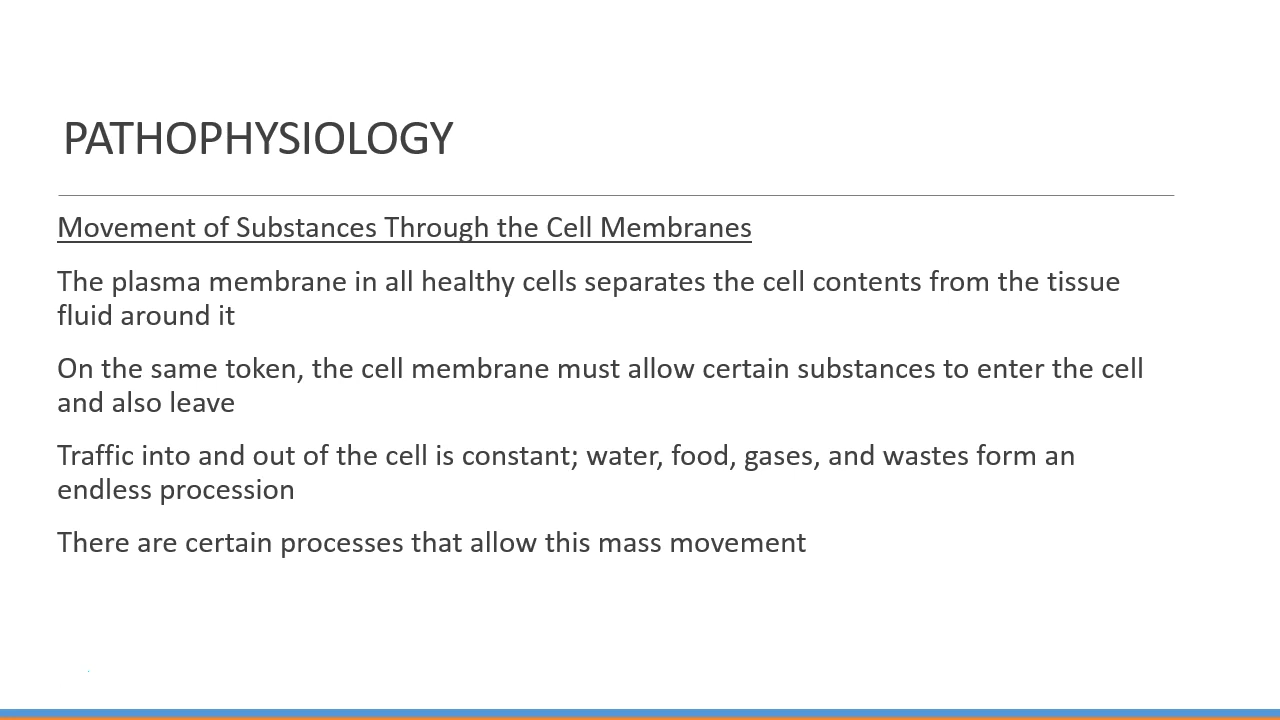 PATHOPHYSIOLOGY
Movement of Substances Through the Cell Membranes
The plasma membrane in all healthy cells separates the cell contents from the tissue
fluid around it
On the same token, the cell membrane must allow certain substances to enter the cell
and also leave
Traffic into and out of the cell is constant; water, food, gases, and wastes form an
endless procession
There are certain processes that allow this mass movement